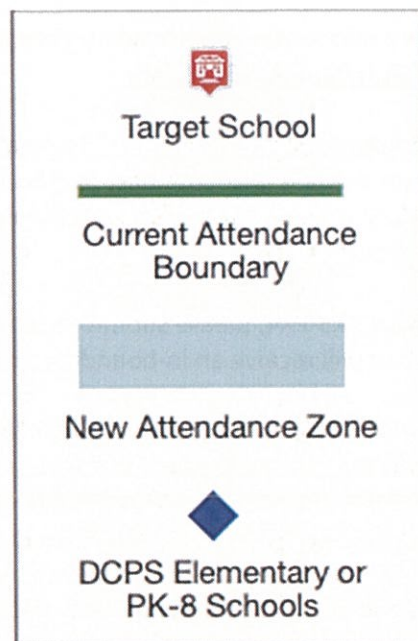 Target School
Current Attendance
Boundary
New Attendance Zone
DCPS Elementary or
PK-8 Schools